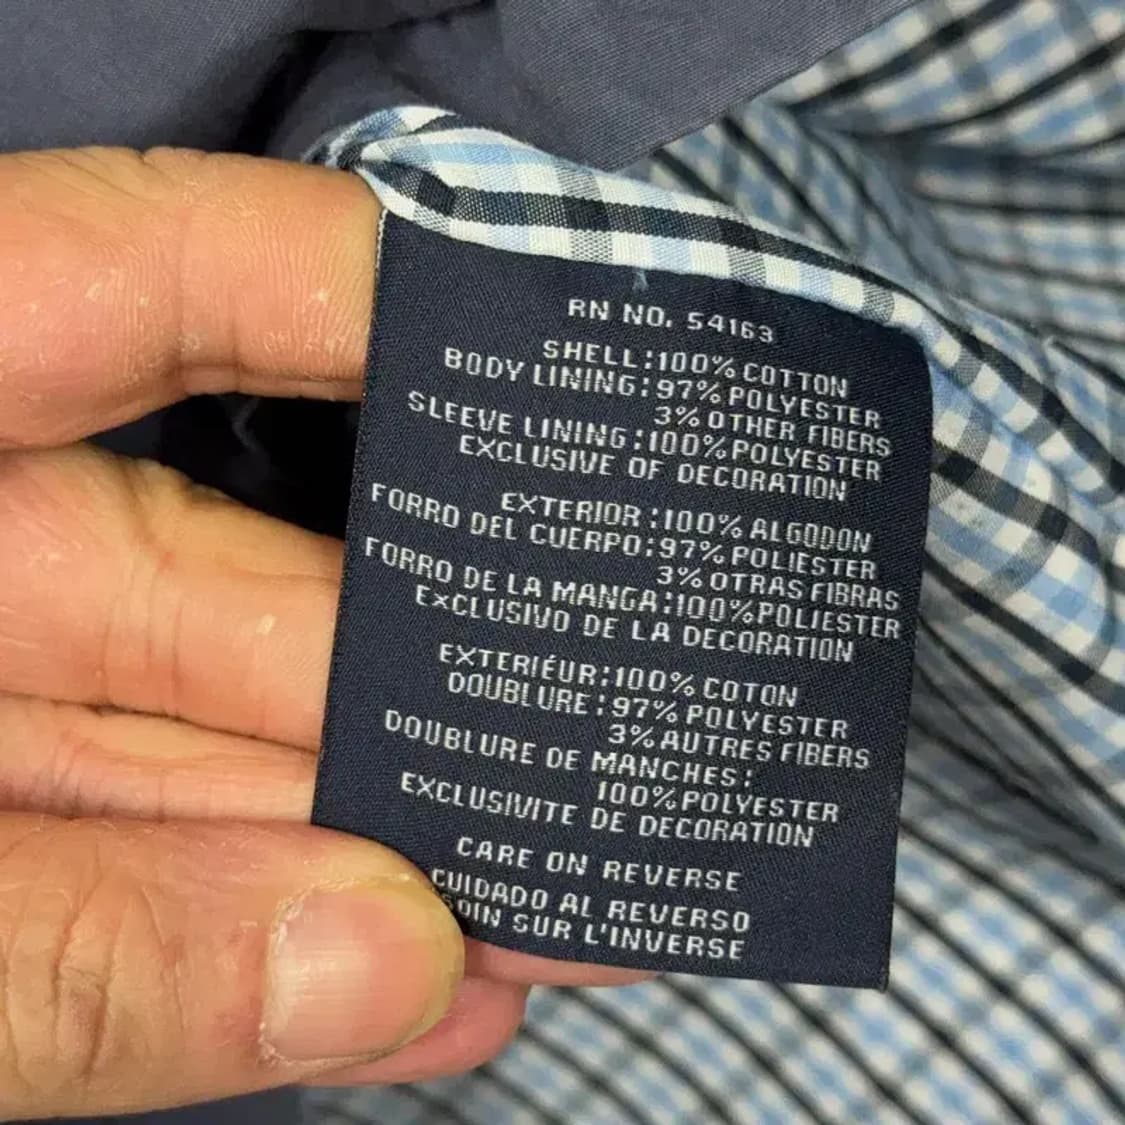 RN NO. 54163
SHELL:100% COTTON
BODY LINING:97% POLYESTER
3% OTHER FIBERS
SLEEVE LINING:100% POLYESTER
EXCLUSIVE OF DECORATION
EXTERIOR:100% ALGODON
FORRO DEL CUERPO:97% POLIESTER
3% OTRAS FIBRAS
FORRO DE LA MANGA:100% POLIESTER
EXCLUSIVO DE LA DECORATION
EXTERIÉUR:100% COTON
DOUBLURE:97% POLYESTER
3% AUTRES FIBERS
DOUBLURE DE MANCHES:
100% POLYESTER
EXCLUSIVITE DE DECORATION
CARE ON REVERSE
CUIDADO AL REVERSO
SUR L'INVERSE